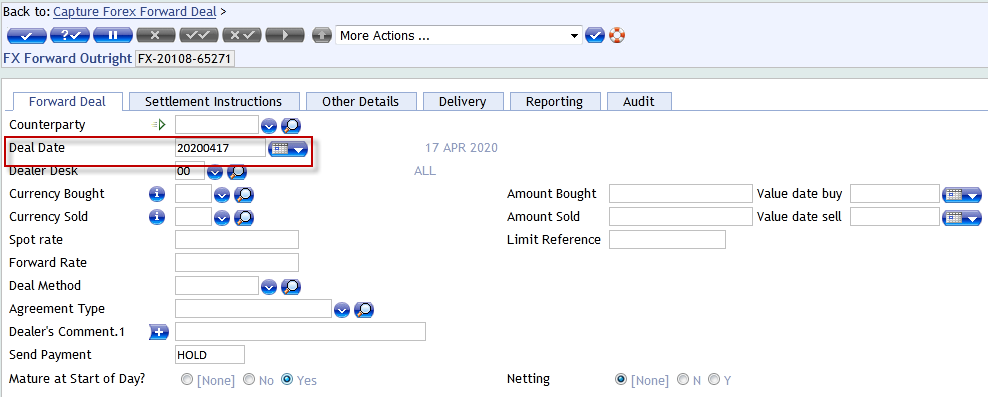 Back to: Capture Forex Forward Deal >
More Actions ...
FX Forward Outright FX-20108-65271
Forward Deal Settlement Instructions Other Details Delivery Reporting Audit
Counterparty
Deal Date 20200417 17 APR 2020
Dealer Desk 00 ALL
Currency Bought Amount Bought Value date buy
Currency Sold Amount Sold Value date sell
Spot rate Limit Reference
Forward Rate
Deal Method
Agreement Type
Dealer's Comment.1
Send Payment HOLD
Mature at Start of Day? [None] No Yes Netting [None] N Y